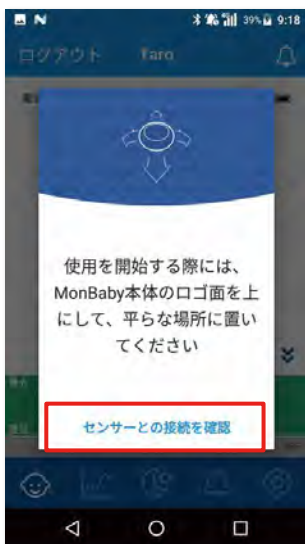 39% 9:18
ログアウト Taro
使用を開始する際には、
MonBaby本体のロゴ面を上
にして、平らな場所に置い
てください
センサーとの接続を確認